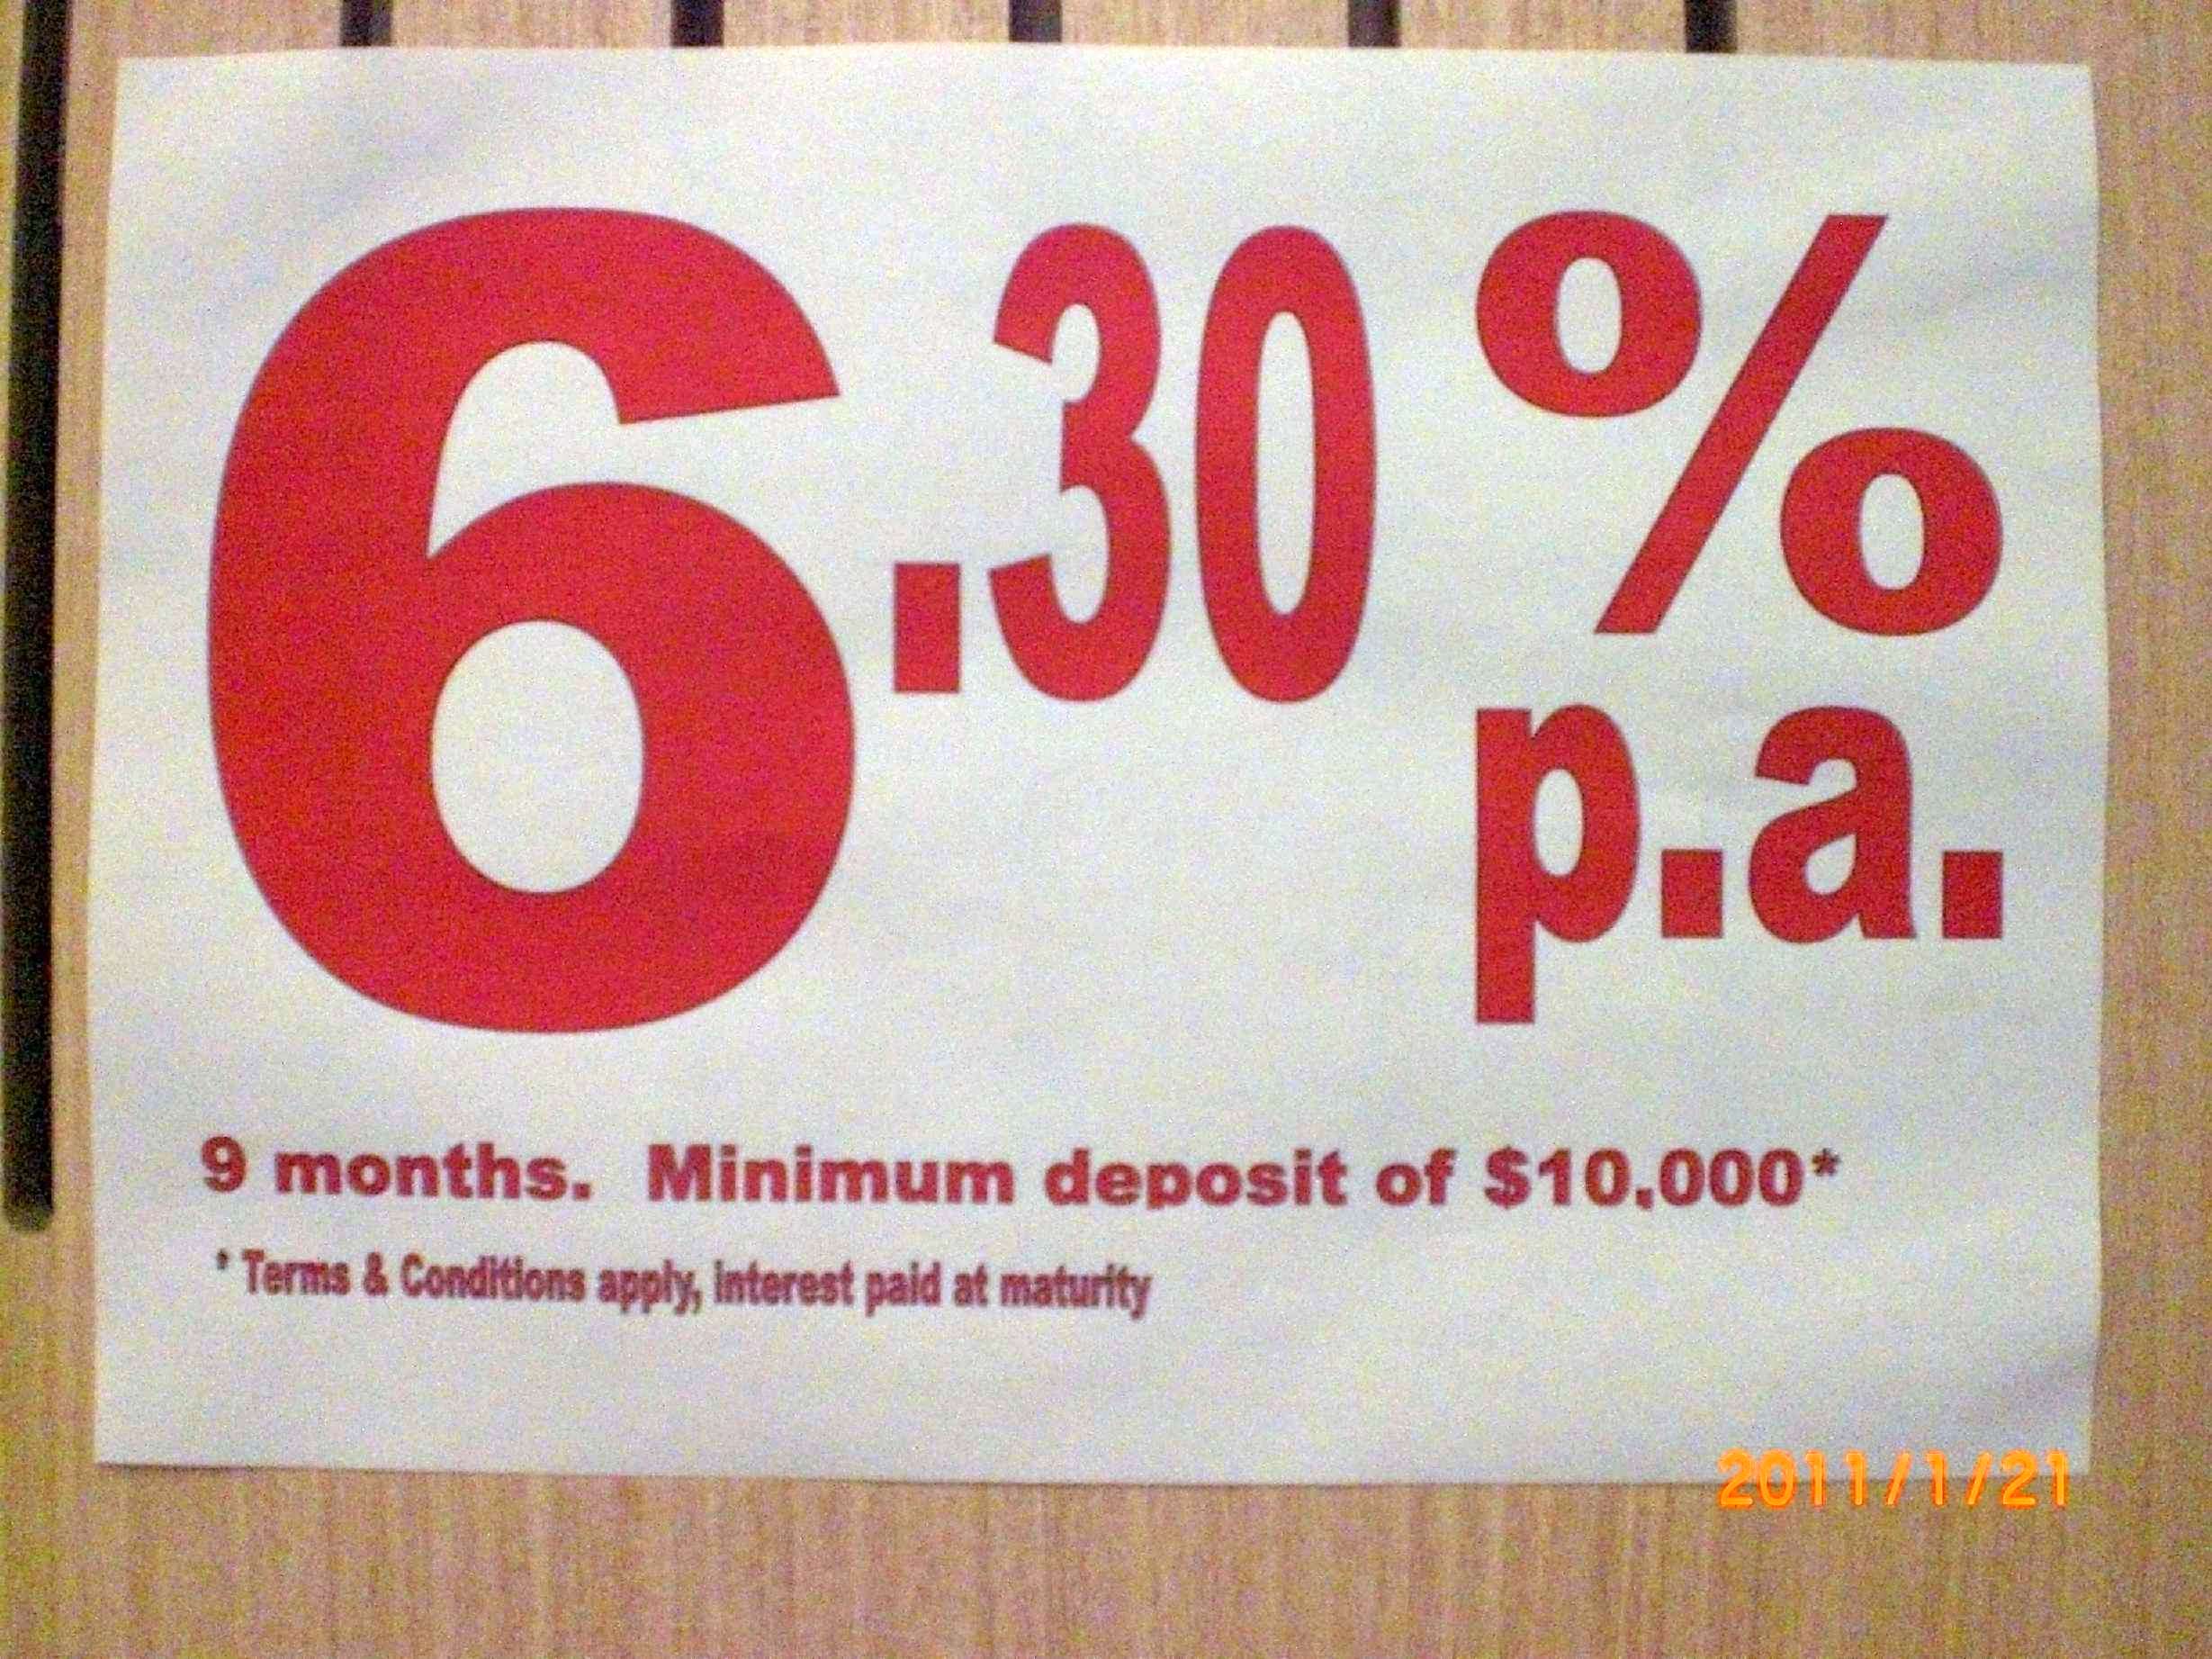 6.30%
p.a.
9 months. Minimum deposit of $10,000*
* Terms & Conditions apply, interest paid at maturity
2011/1/21